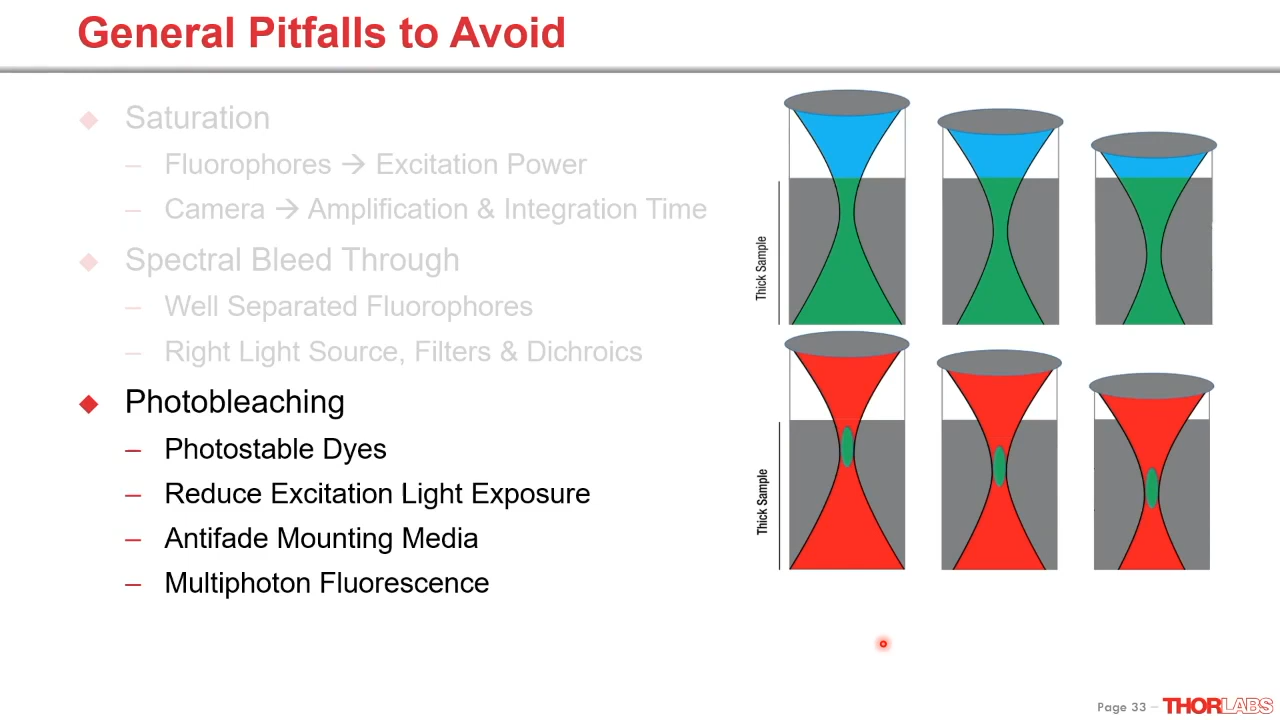 General Pitfalls to Avoid
Saturation
– Fluorophores → Excitation Power
– Camera → Amplification & Integration Time
Spectral Bleed Through
– Well Separated Fluorophores
– Right Light Source, Filters & Dichroics
Photobleaching
– Photostable Dyes
– Reduce Excitation Light Exposure
– Antifade Mounting Media
– Multiphoton Fluorescence
Thick Sample
Thick Sample
Page 33 – THORLABS